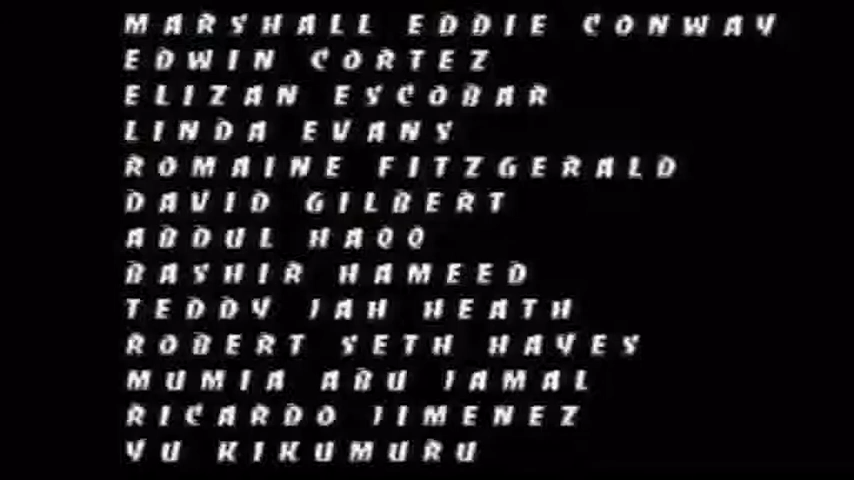 MARSHALL EDDIE CONWAY
EDWIN CORTEZ
ELIZAN ESCOBAR
LINDA EVANS
ROMAINE FITZGERALD
DAVID GILBERT
ABDUL HAQQ
BASHIR HAMEED
TEDDY JAH HEATH
ROBERT SETH HAYES
MUMIA ABU JAMAL
RICARDO JIMENEZ
YU KIKUMURU